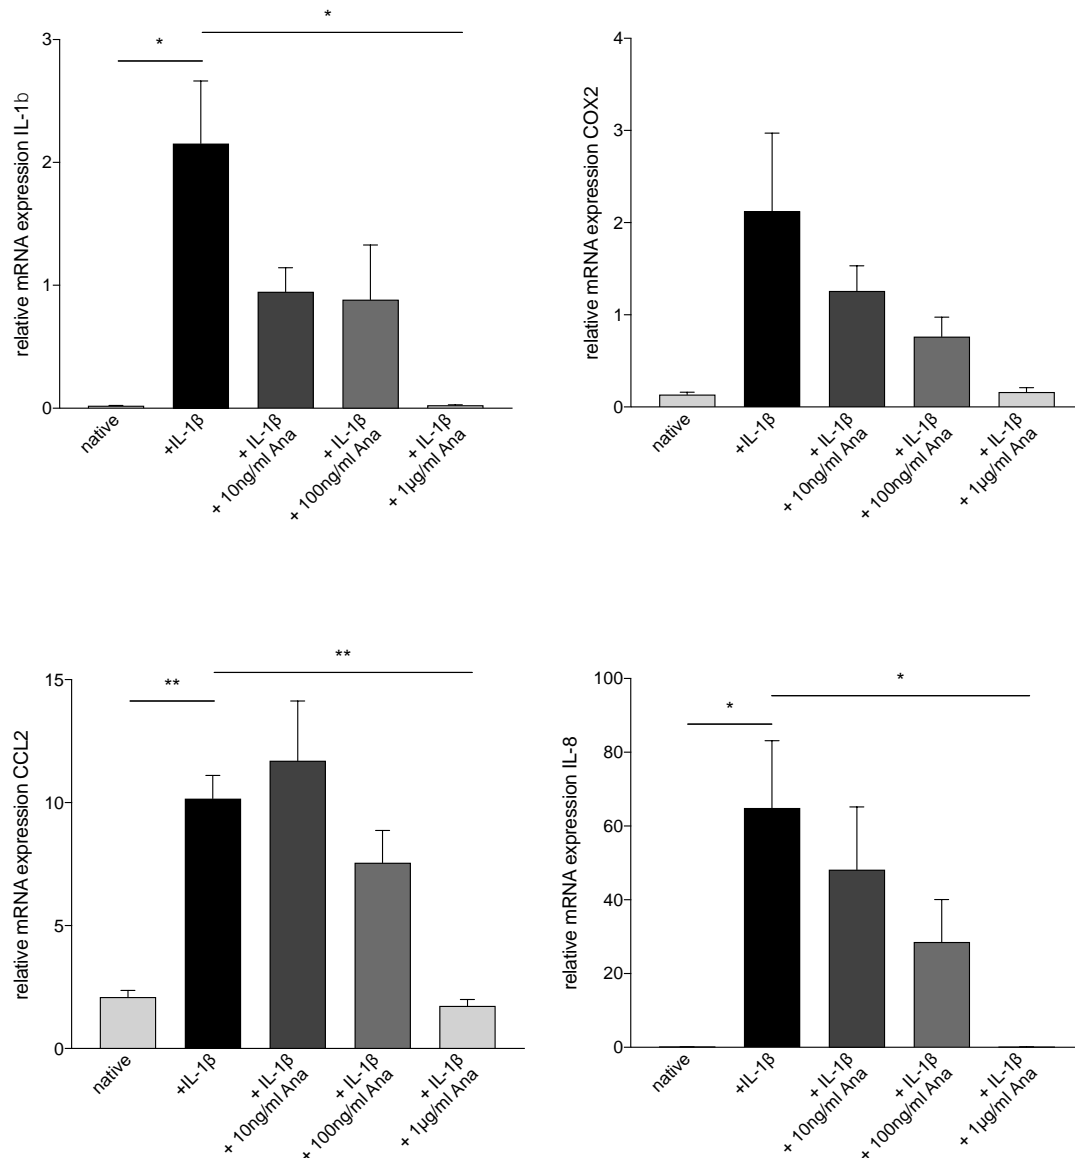 *
*
3
2
1
0
relative mRNA expression IL-1b
native
+IL-1β
+ IL-1β
+ 10ng/ml Ana
+ IL-1β
+ 100ng/ml Ana
+ IL-1β
+ 1µg/ml Ana
4
3
2
1
0
relative mRNA expression COX2
native
+IL-1β
+ IL-1β
+ 10ng/ml Ana
+ IL-1β
+ 100ng/ml Ana
+ IL-1β
+ 1µg/ml Ana
**
**
15
10
5
0
relative mRNA expression CCL2
native
+IL-1β
+ IL-1β
+ 10ng/ml Ana
+ IL-1β
+ 100ng/ml Ana
+ IL-1β
+ 1µg/ml Ana
*
*
100
80
60
40
20
0
relative mRNA expression IL-8
native
+IL-1β
+ IL-1β
+ 10ng/ml Ana
+ IL-1β
+ 100ng/ml Ana
+ IL-1β
+ 1µg/ml Ana